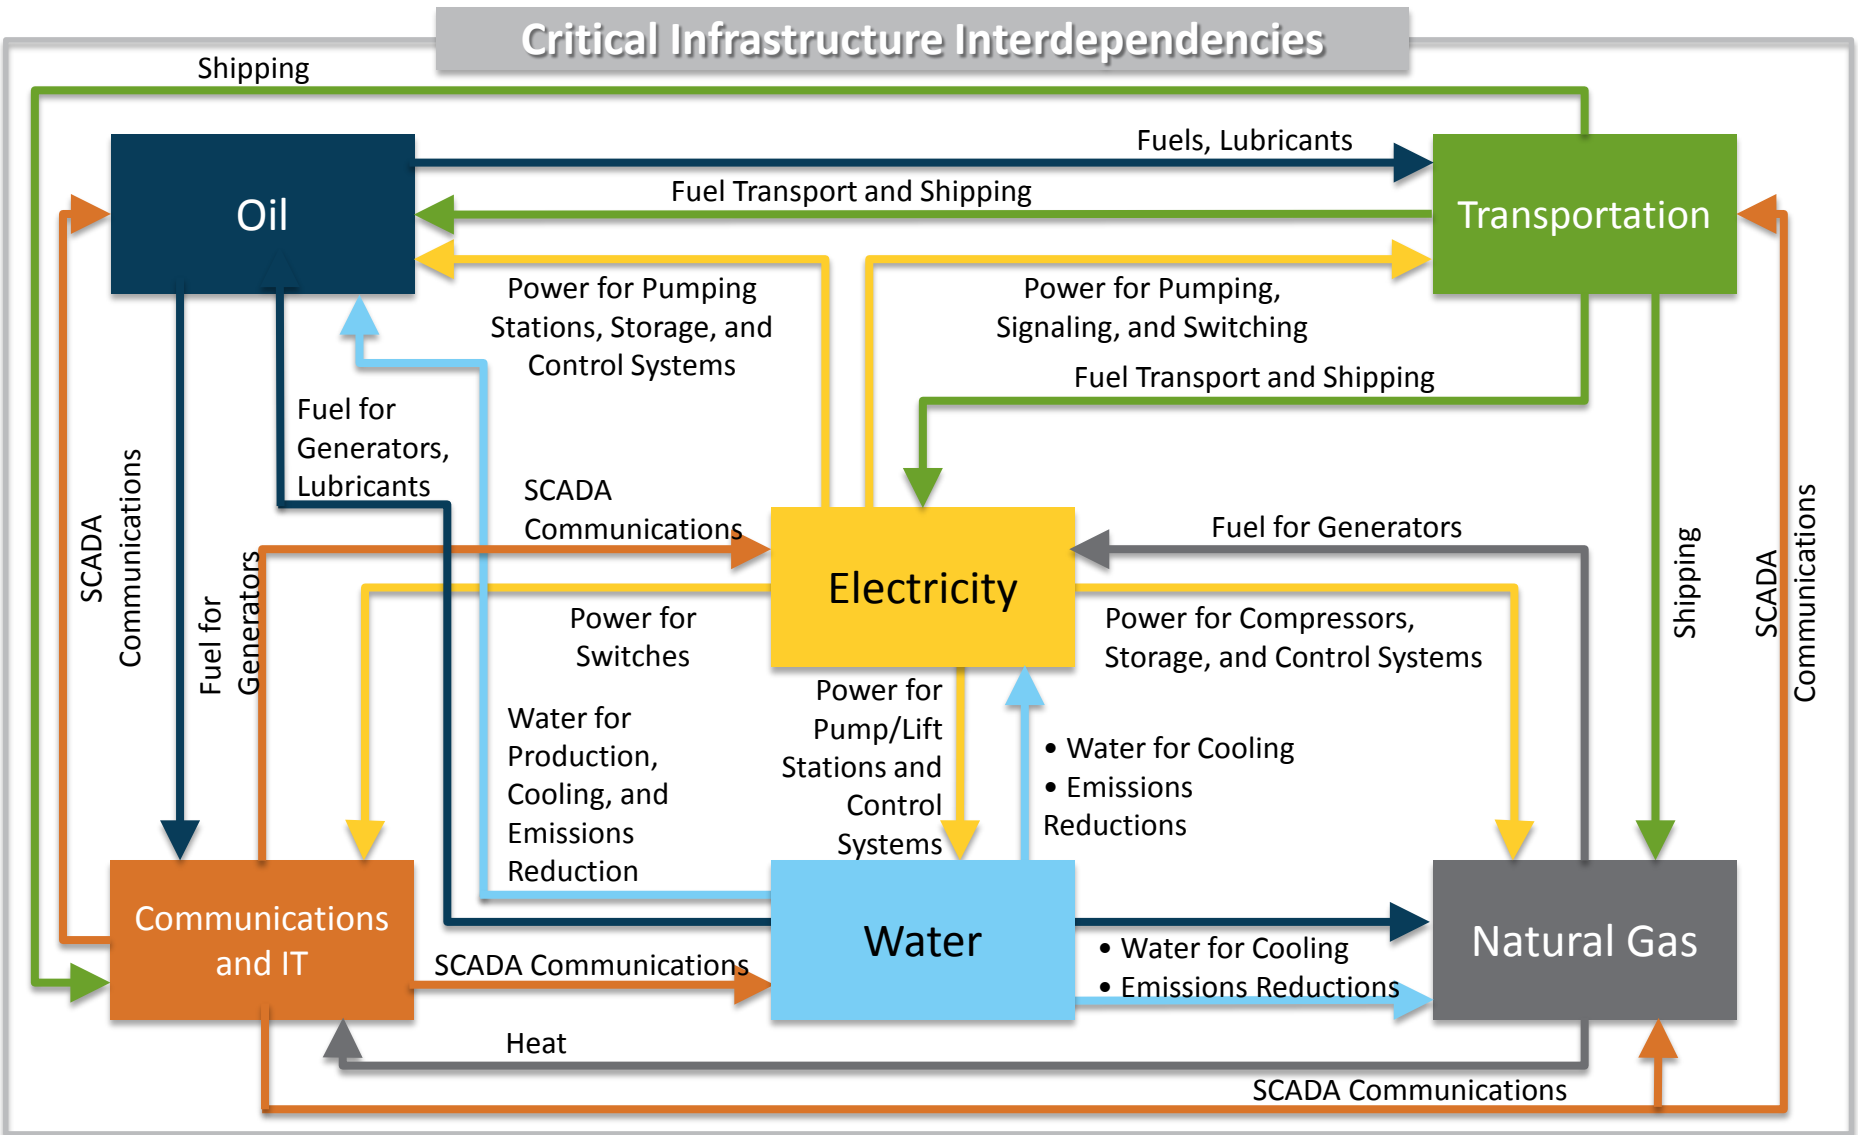 Critical Infrastructure Interdependencies
Shipping
Fuels, Lubricants
Oil
Fuel Transport and Shipping
Transportation
Power for Pumping
Stations, Storage, and
Control Systems
Power for Pumping,
Signaling, and Switching
Fuel Transport and Shipping
Fuel for
Generators,
Lubricants
SCADA
Communications
Fuel for
Generators
SCADA
Communications
Fuel for Generators
Shipping
SCADA
Communications
Electricity
Power for
Switches
Power for Compressors,
Storage, and Control Systems
Water for
Production,
Cooling, and
Emissions
Reduction
Power for
Pump/Lift
Stations and
Control
Systems
• Water for Cooling
• Emissions
Reductions
Communications
and IT
SCADA Communications
Water
• Water for Cooling
• Emissions Reductions
Natural Gas
Heat
SCADA Communications